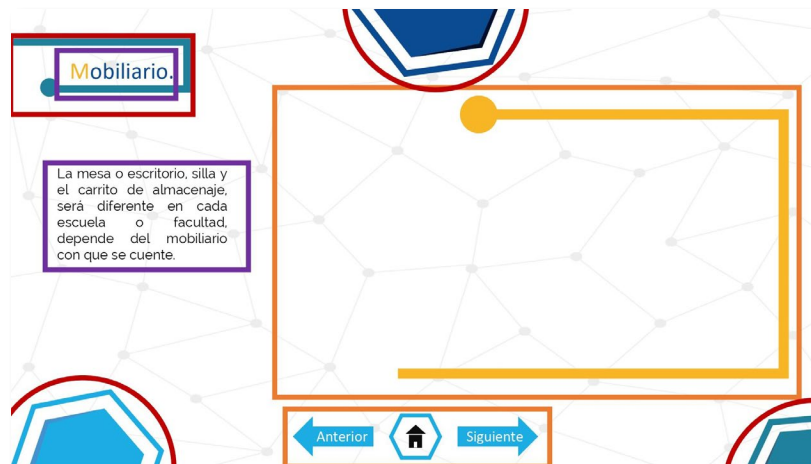 Mobiliario.
La mesa o escritorio, silla y
el carrito de almacenaje,
será diferente en cada
escuela o facultad,
depende del mobiliario
con que se cuente.
Anterior
Siguiente